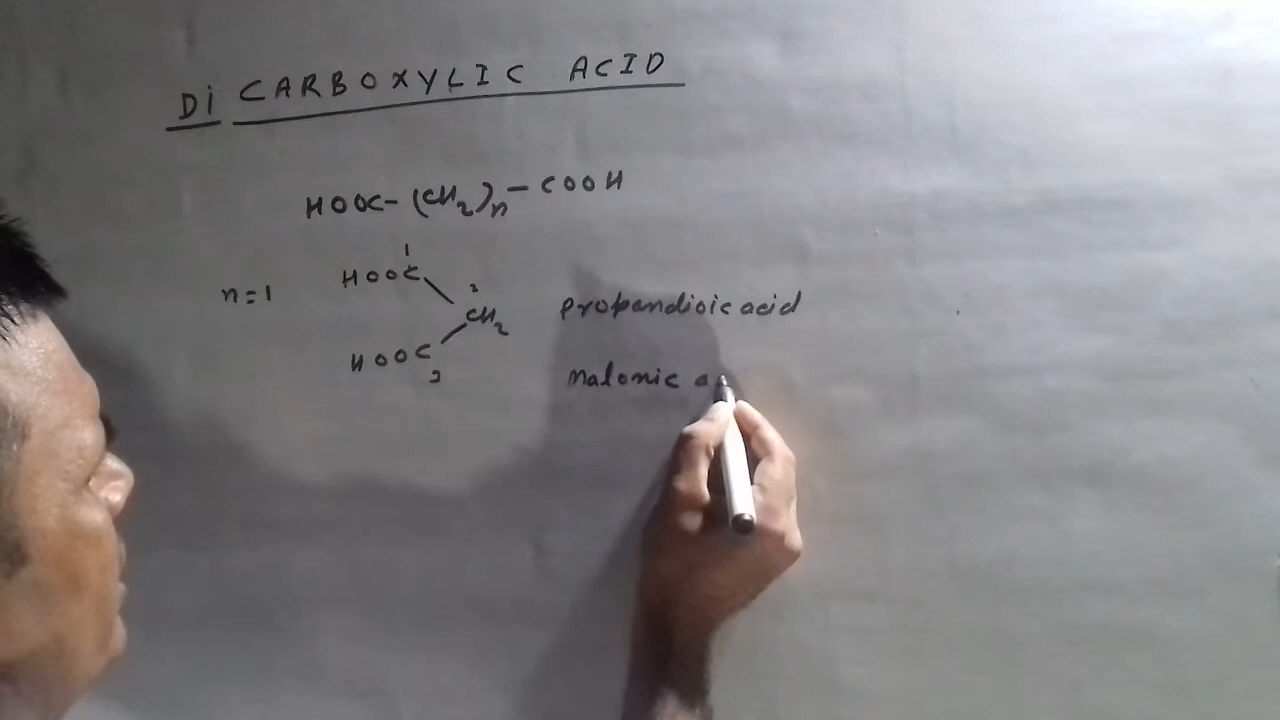 Di CARBOXYLIC ACID
HOOC-(CH₂)ₙ-COOH
1
n=1 HOOC
2
CH₂ propandioic acid
HOOC
3
Malonic a